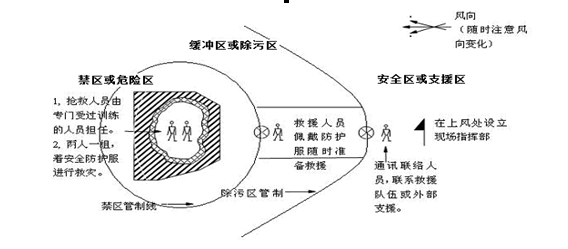 风向
（随时注意风
向变化）
缓冲区或除污区
禁区或危险区
安全区或支援区
1, 抢救人员由
专门受过训练
的人员担任。
2, 两人一组,
着安全防护服
进行救灾。
救援人员
佩戴防护
服随时准
备救援
在上风处设立
现场指挥部
通讯联络人
员,联系救援
队伍或外部
支援。
除污区管制
禁区管制线